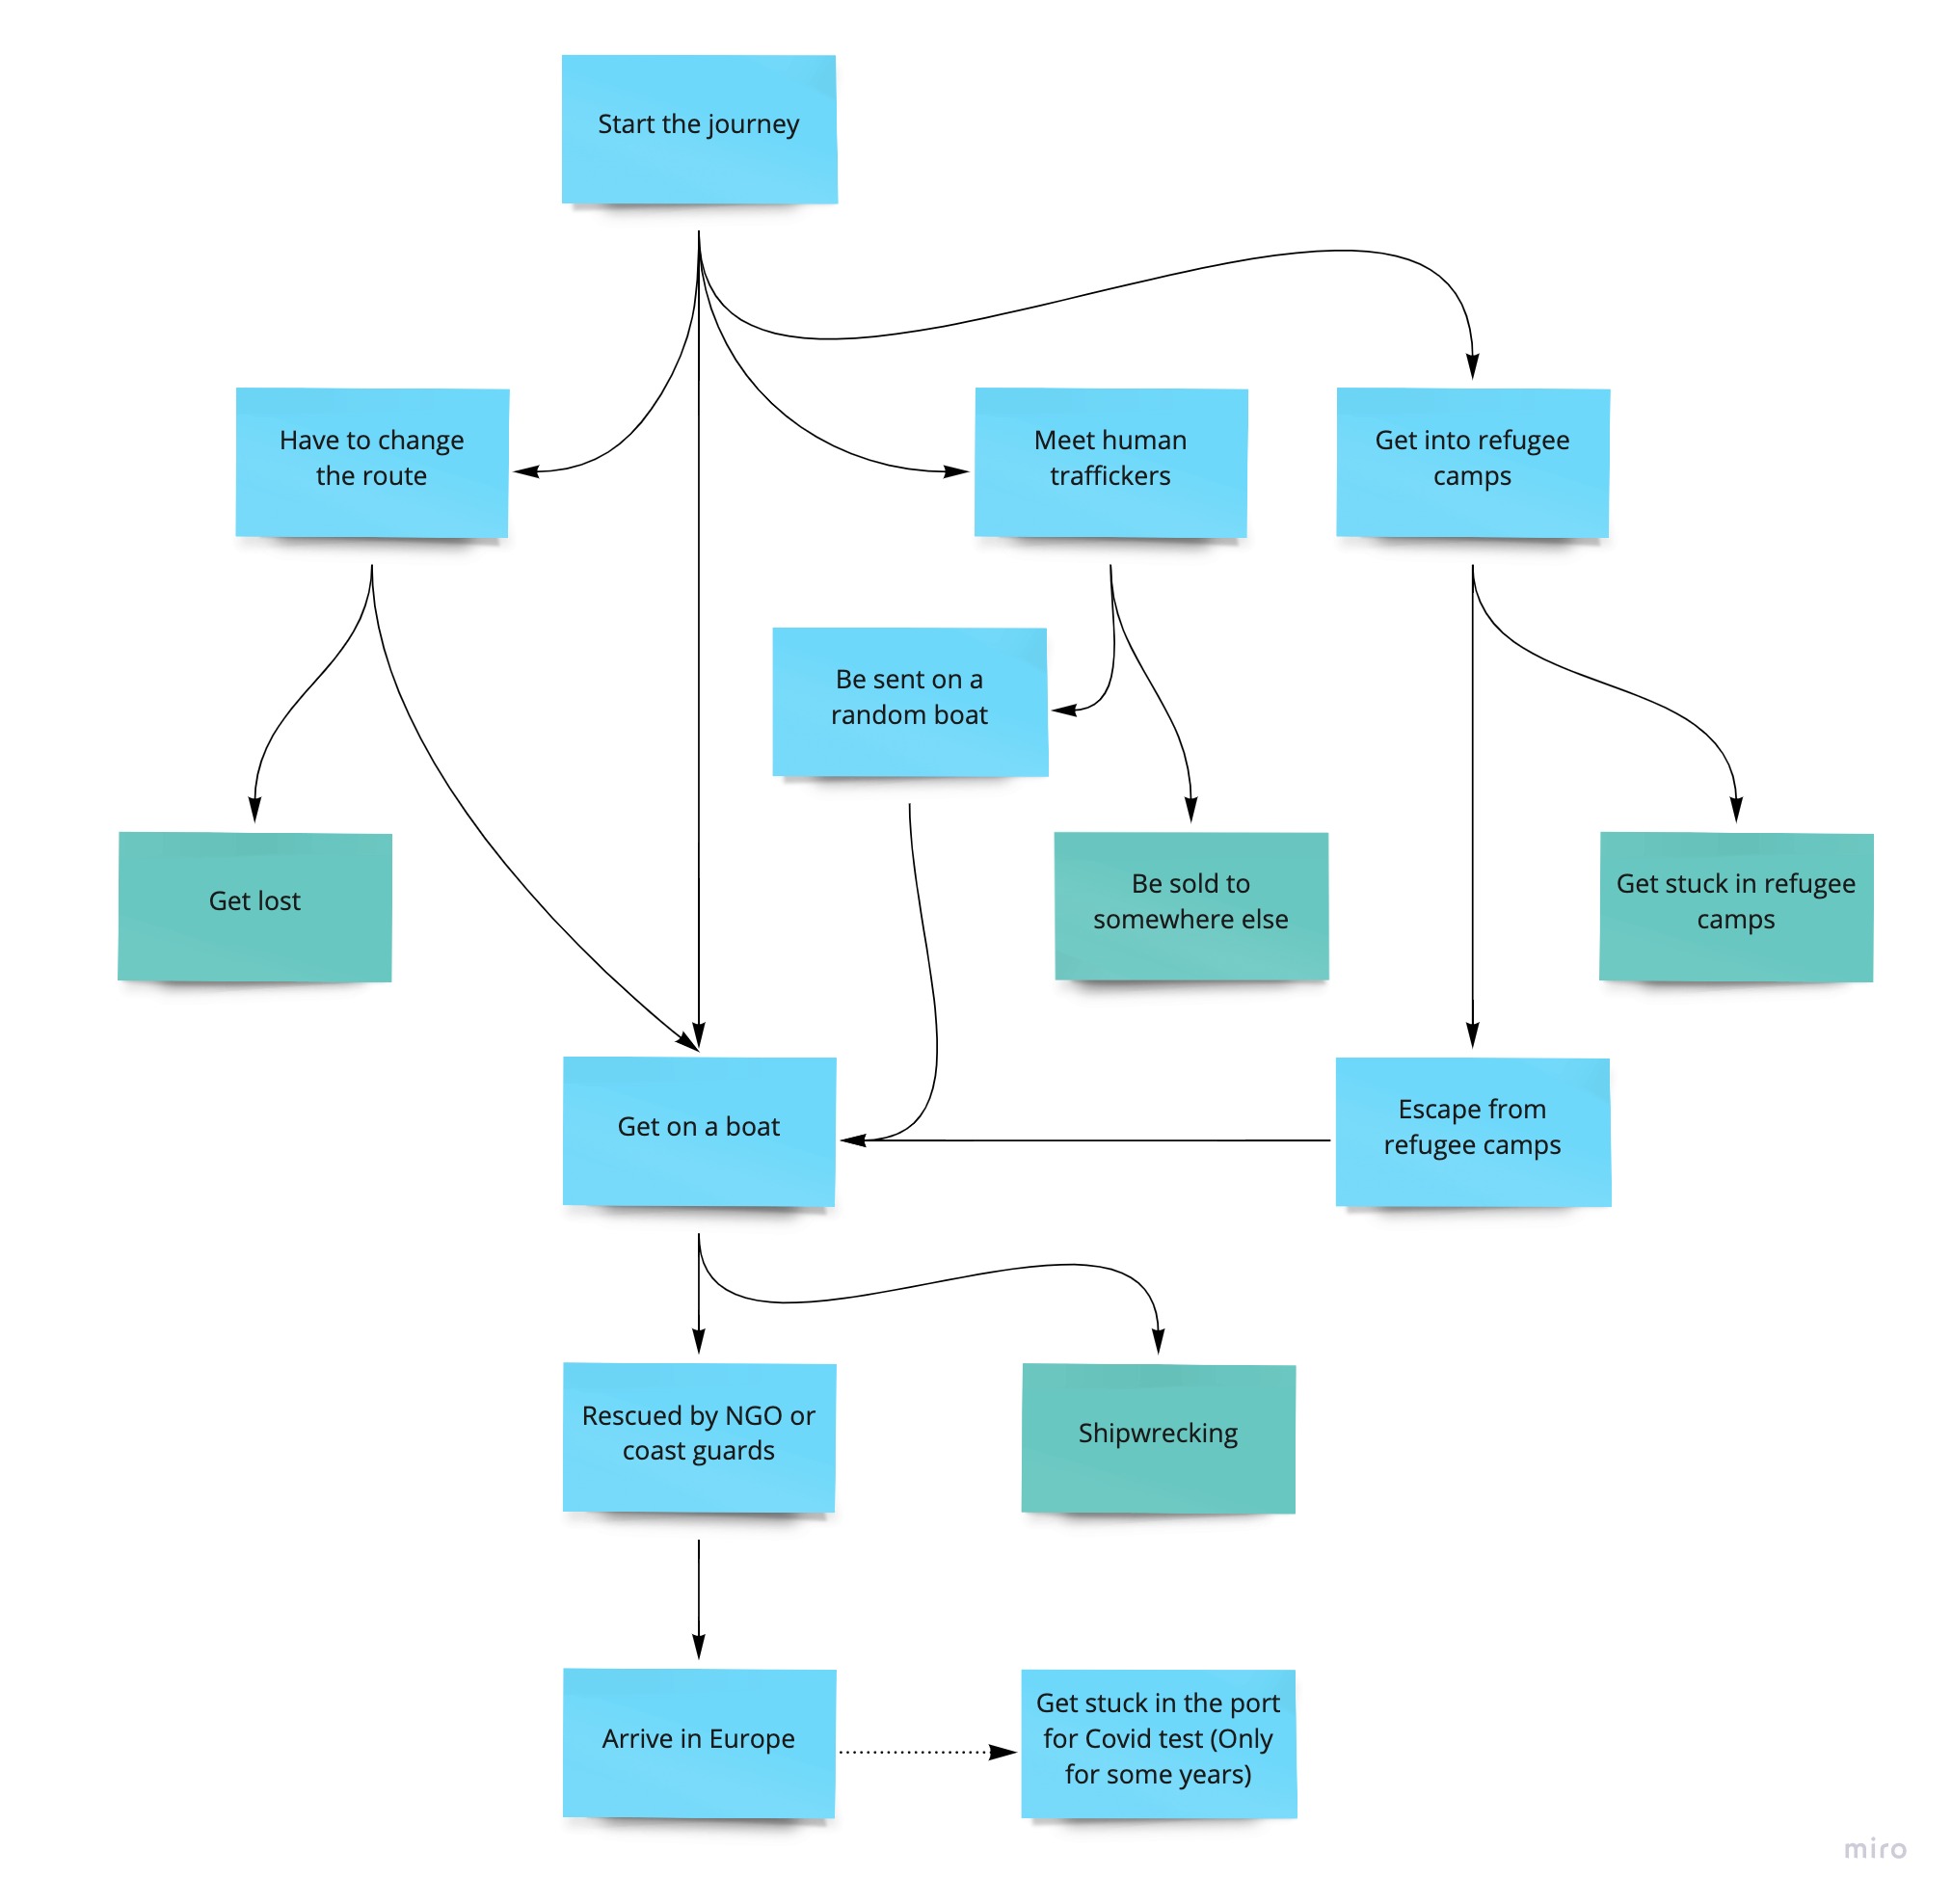 Start the journey
Have to change
the route
Meet human
traffickers
Get into refugee
camps
Be sent on a
random boat
Get lost
Be sold to
somewhere else
Get stuck in refugee
camps
Get on a boat
Escape from
refugee camps
Rescued by NGO or
coast guards
Shipwrecking
Arrive in Europe
Get stuck in the port
for Covid test (Only
for some years)
miro